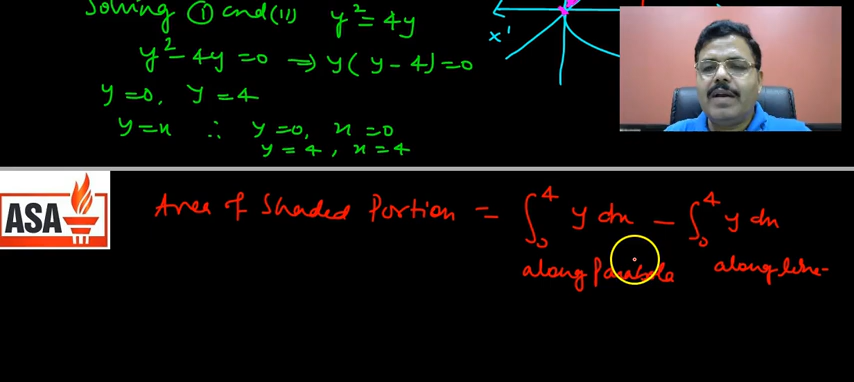 Solving ① and (11) y² = 4y
y² - 4y = 0 → y(y - 4) = 0
y = 0, y = 4
y = x ∴ y = 0, x = 0
y = 4, x = 4
x'
ASA
Area of Shaded Portion = ∫₀⁴ y dx - ∫₀⁴ y dx
along Parabola along line